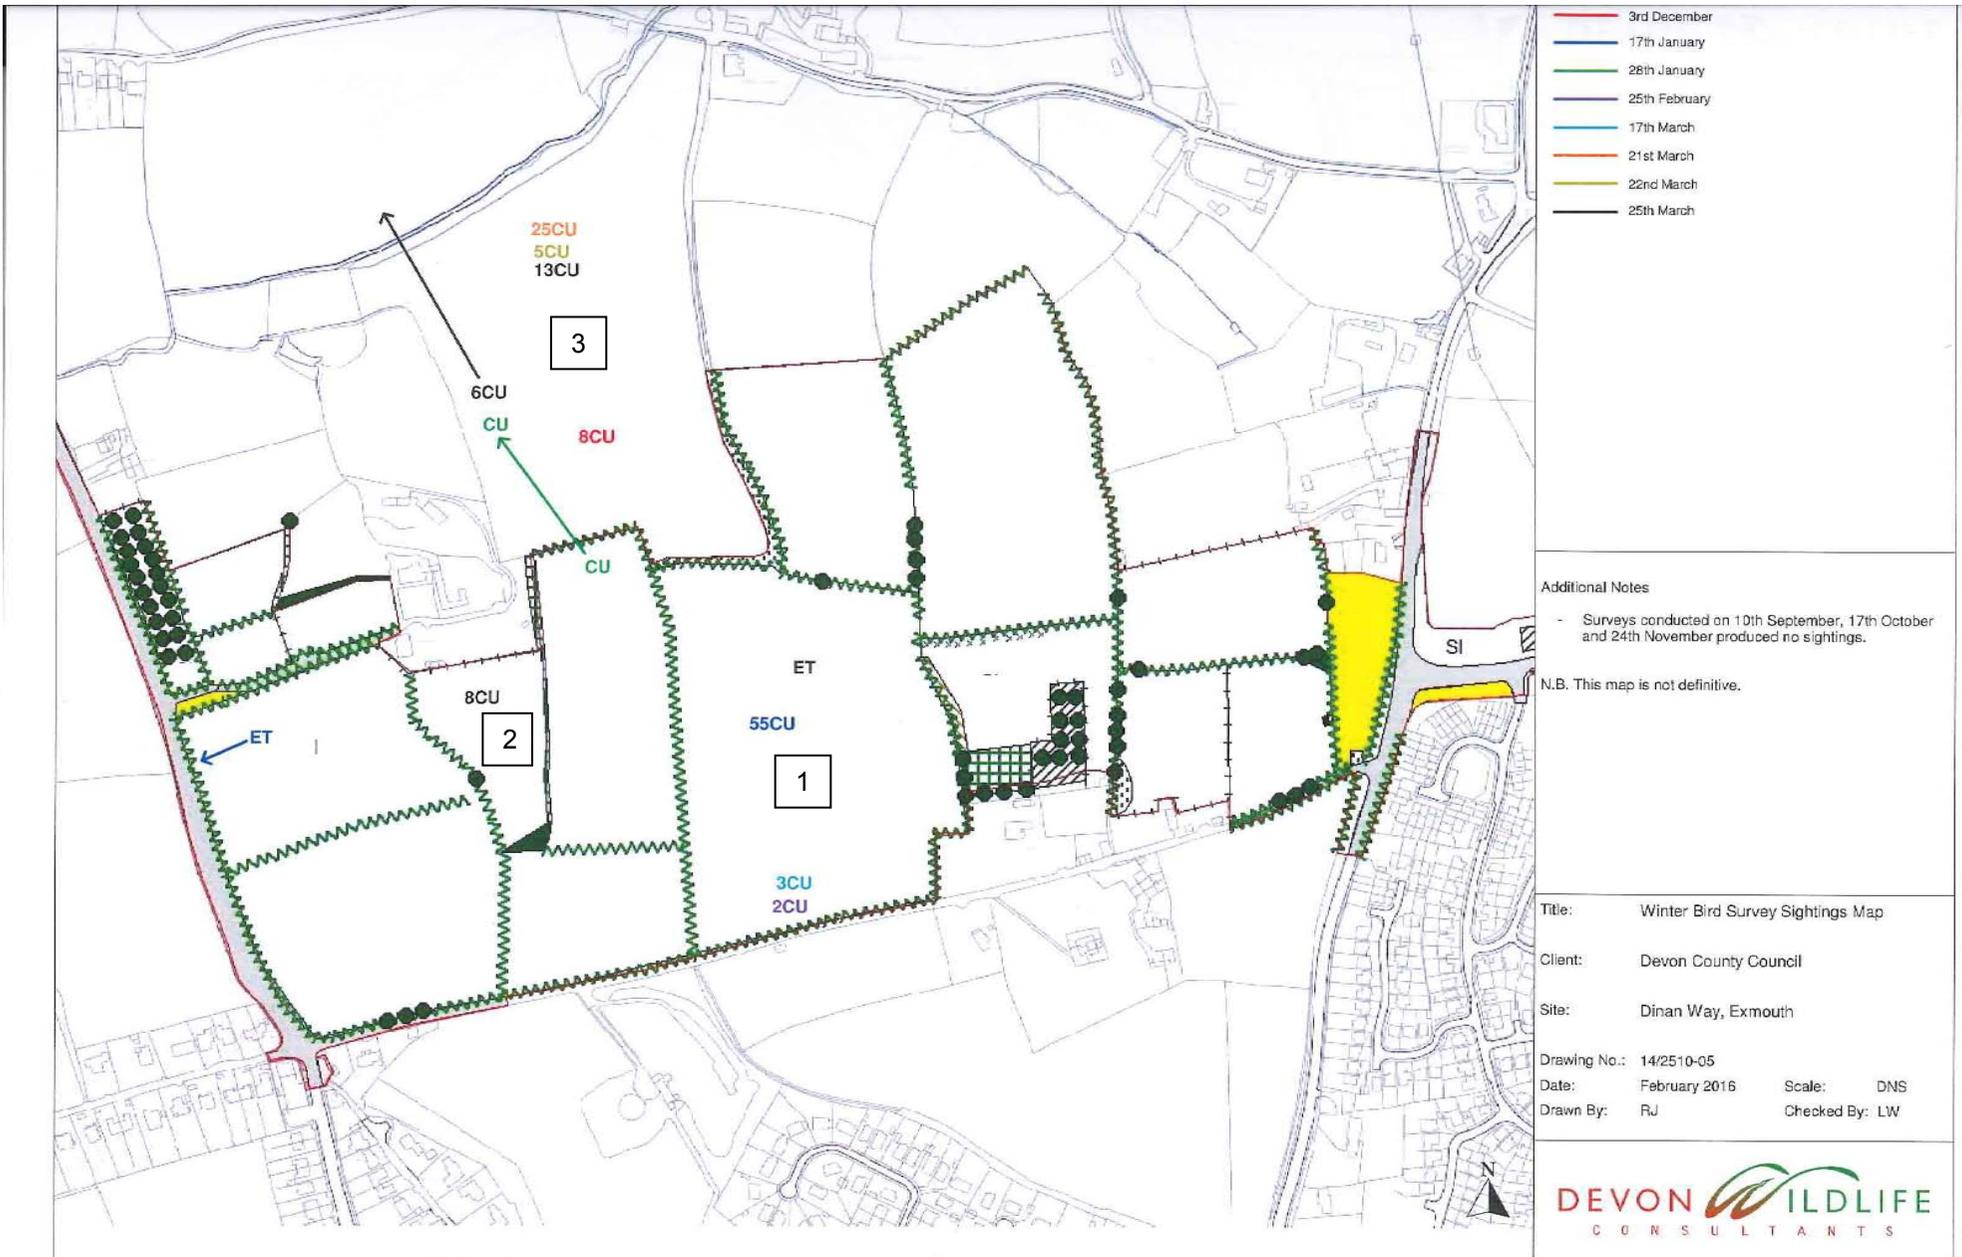 3rd December
17th January
28th January
25th February
17th March
21st March
22nd March
25th March
25CU
5CU
13CU
3
6CU
CU
8CU
CU
ET
8CU
2
55CU
ET
1
3CU
2CU
SI
Additional Notes
- Surveys conducted on 10th September, 17th October
and 24th November produced no sightings.
N.B. This map is not definitive.
Title: Winter Bird Survey Sightings Map
Client: Devon County Council
Site: Dinan Way, Exmouth
Drawing No.: 14/2510-05
Date: February 2016 Scale: DNS
Drawn By: RJ Checked By: LW
N
DEVON WILDLIFE
CONSULTANTS